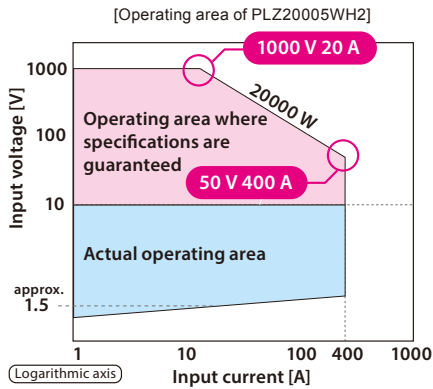 [Operating area of PLZ20005WH2]
1000 V 20 A
1000
20000 W
Input voltage [V]
100
Operating area where
specifications are
guaranteed
50 V 400 A
10
Actual operating area
approx.
1.5
1
10
100
400
1000
Logarithmic axis
Input current [A]